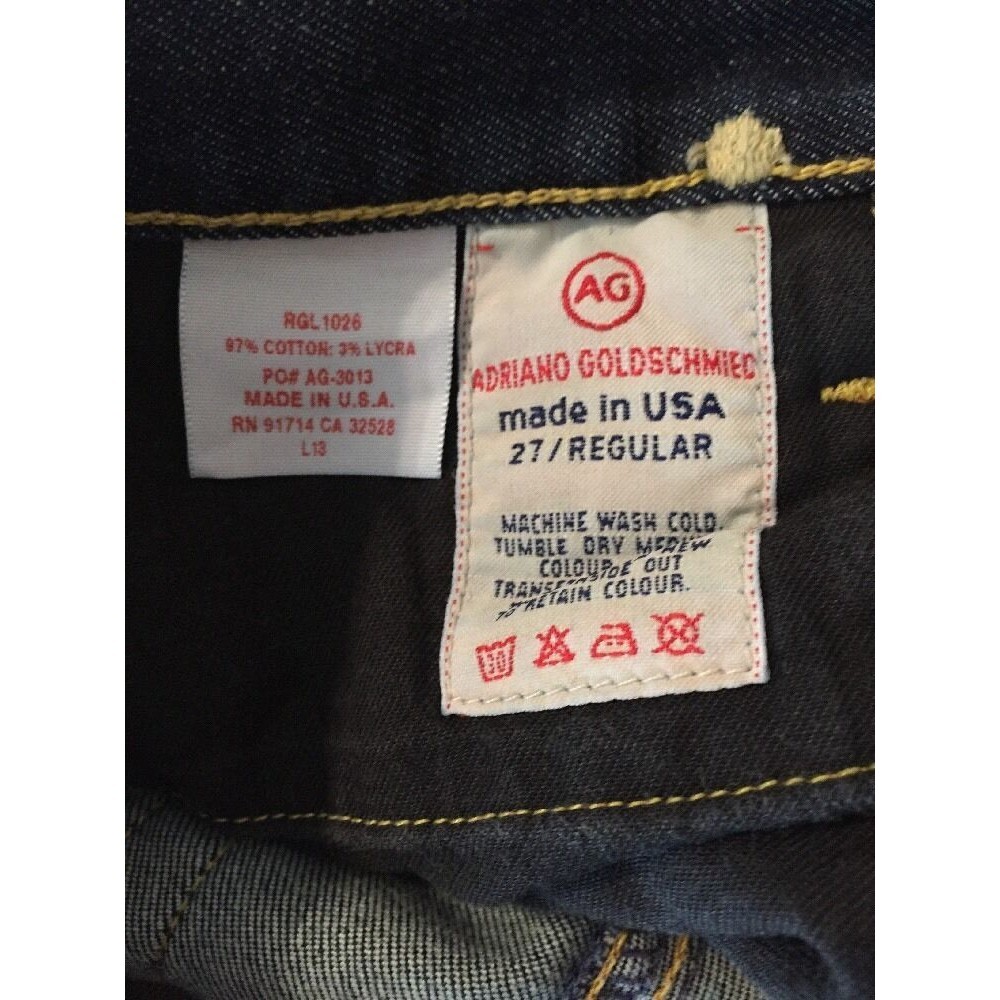 RGL1026
97% COTTON: 3% LYCRA
PO# AG-3013
MADE IN U.S.A.
RN 91714 CA 32528
L13
AG
ADRIANO GOLDSCHMIED
made in USA
27/REGULAR
MACHINE WASH COLD.
TUMBLE DRY
COLOUR OUT
RETAIN COLOUR.
30